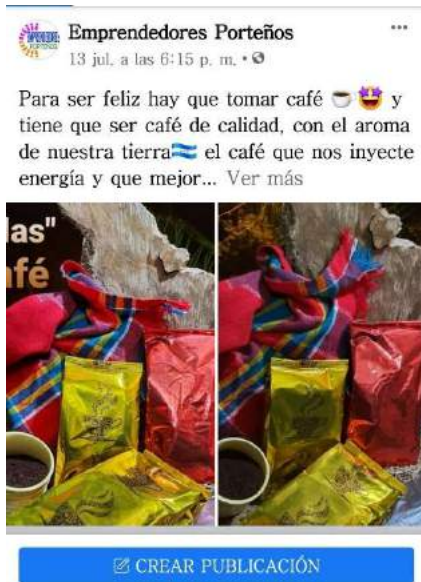 Emprendedores Porteños
13 jul. a las 6:15 p. m. •
Para ser feliz hay que tomar café ☕🤩 y
tiene que ser café de calidad, con el aroma
de nuestra tierra🇭🇳 el café que nos inyecte
energía y que mejor... Ver más
as"
fé
CREAR PUBLICACIÓN